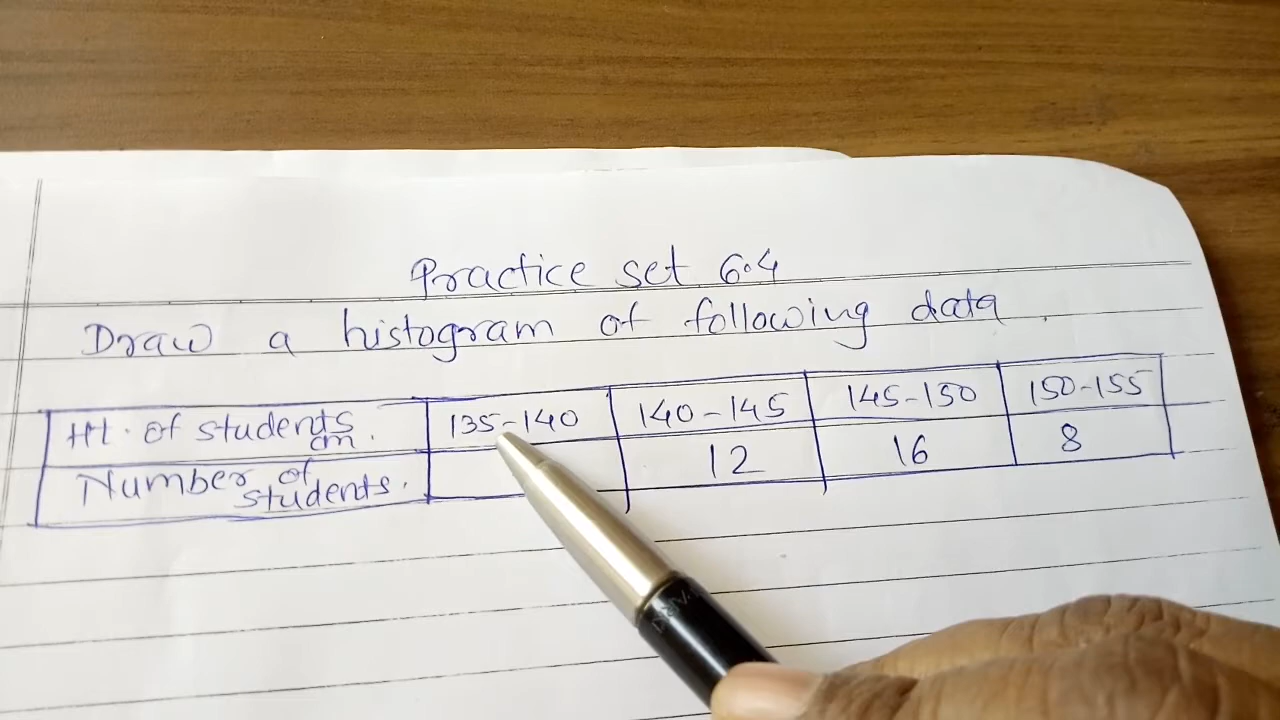 Practice set 6.4
Draw a histogram of following data.
Ht. of students cm. 135-140 140-145 145-150 150-155
Number of students. 12 16 8